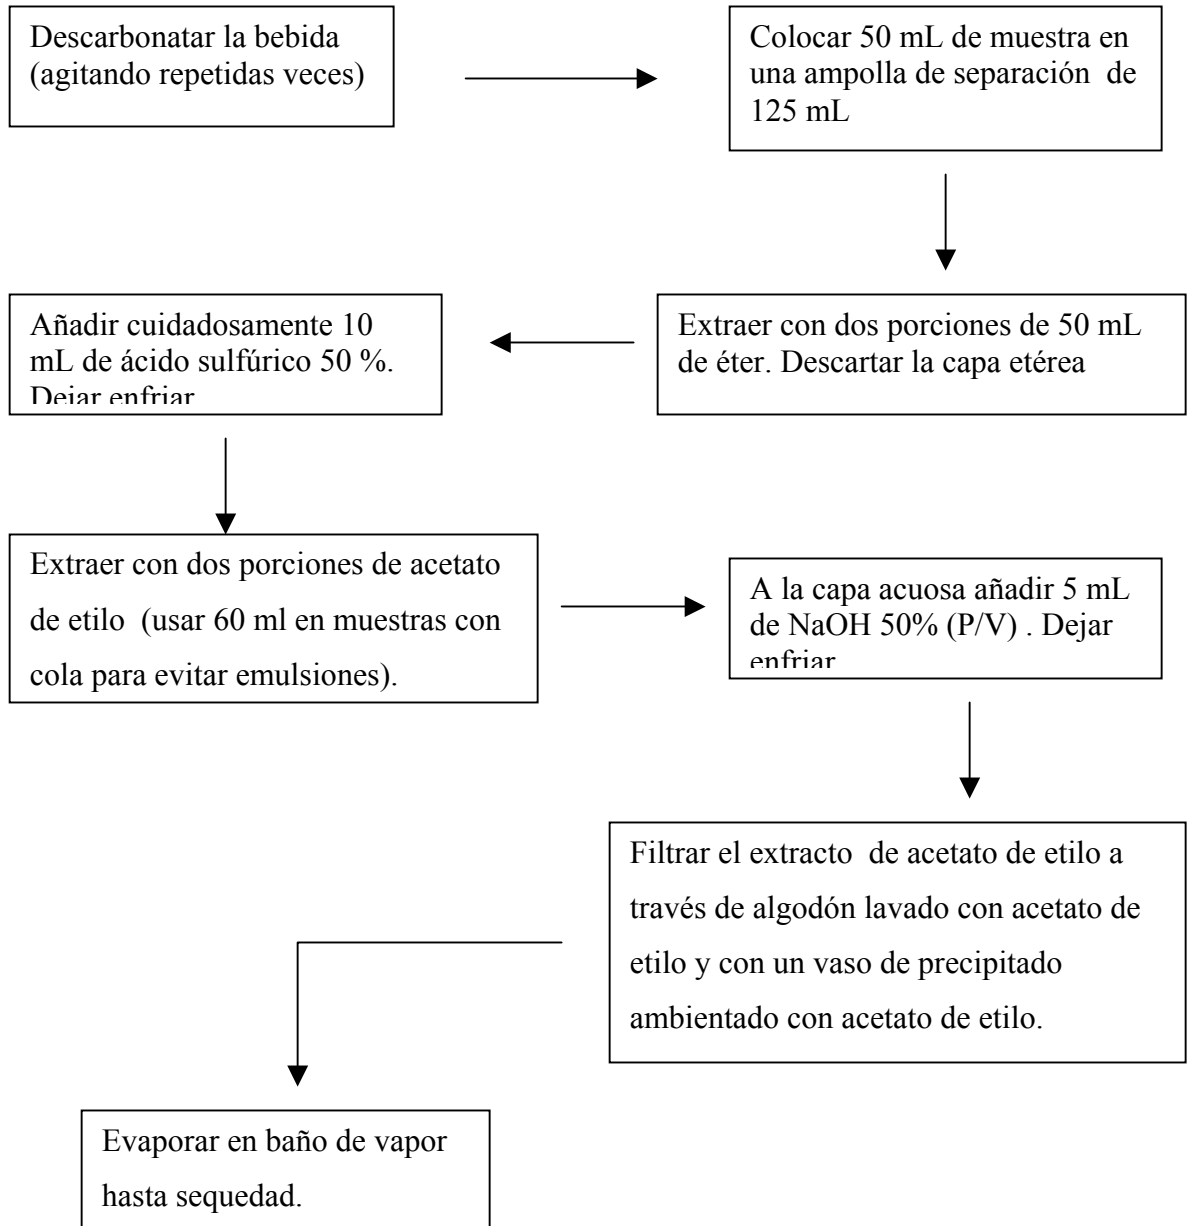 Descarbonatar la bebida
(agitando repetidas veces)
Colocar 50 mL de muestra en
una ampolla de separación de
125 mL
Extraer con dos porciones de 50 mL
de éter. Descartar la capa etérea
Añadir cuidadosamente 10
mL de ácido sulfúrico 50 %.
Dejar enfriar
Extraer con dos porciones de acetato
de etilo (usar 60 ml en muestras con
cola para evitar emulsiones).
A la capa acuosa añadir 5 mL
de NaOH 50% (P/V) . Dejar
enfriar
Filtrar el extracto de acetato de etilo a
través de algodón lavado con acetato de
etilo y con un vaso de precipitado
ambientado con acetato de etilo.
Evaporar en baño de vapor
hasta sequedad.